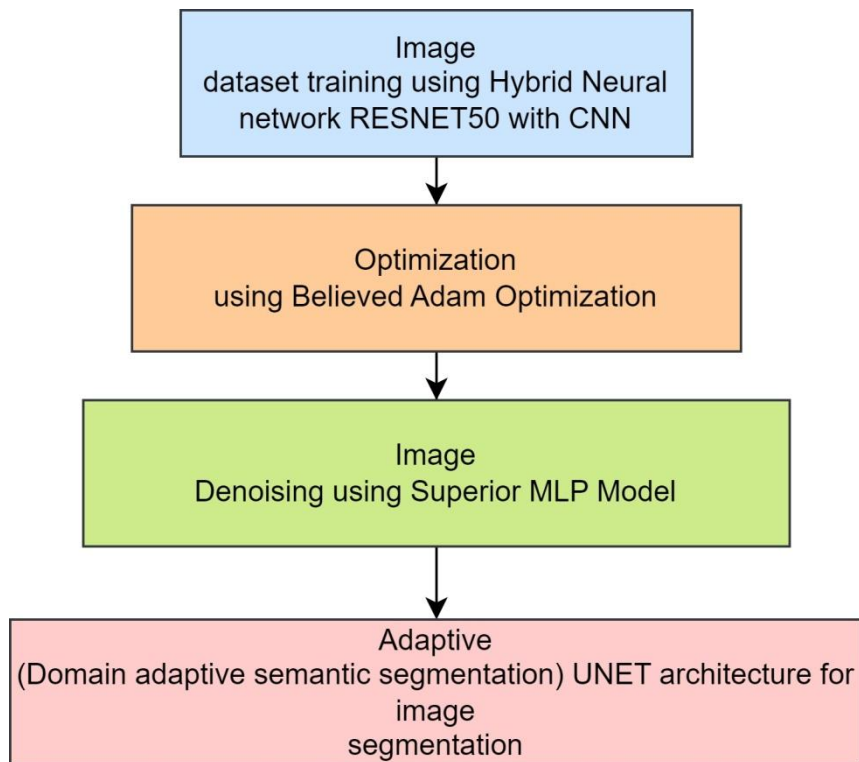 Image
dataset training using Hybrid Neural
network RESNET50 with CNN
Optimization
using Believed Adam Optimization
Image
Denoising using Superior MLP Model
Adaptive
(Domain adaptive semantic segmentation) UNET architecture for
image
segmentation